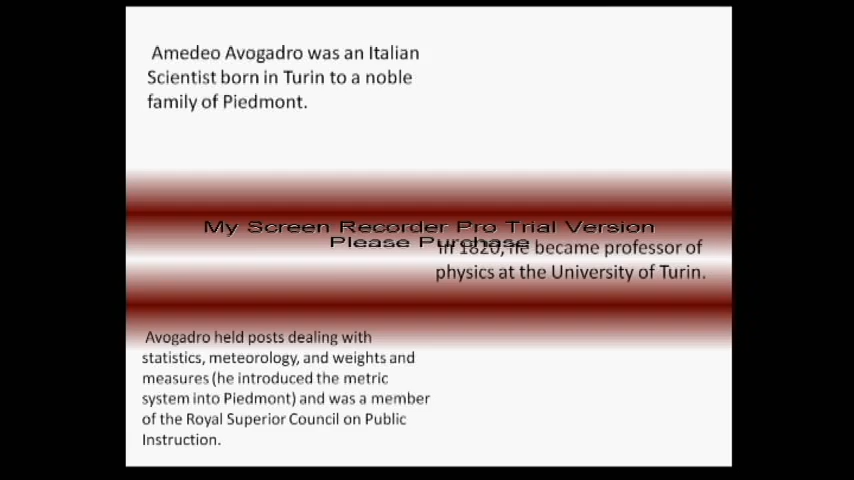 Amedeo Avogadro was an Italian
Scientist born in Turin to a noble
family of Piedmont.
My Screen Recorder Pro Trial Version
Please Purchase
In 1820, he became professor of
physics at the University of Turin.
Avogadro held posts dealing with
statistics, meteorology, and weights and
measures (he introduced the metric
system into Piedmont) and was a member
of the Royal Superior Council on Public
Instruction.